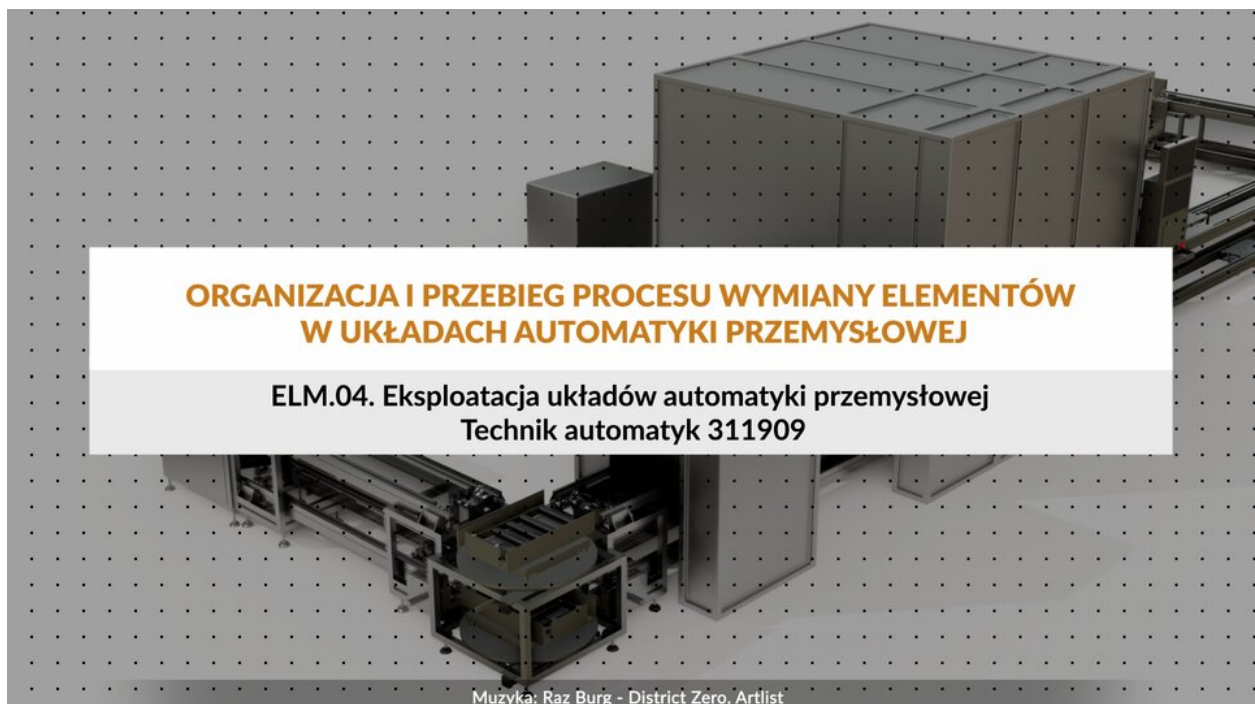 ORGANIZACJA I PRZEBIEG PROCESU WYMIANY ELEMENTÓW
W UKŁADACH AUTOMATYKI PRZEMYSŁOWEJ
ELM.04. Eksploatacja układów automatyki przemysłowej
Technik automatyk 311909
Muzyka: Raz Burg - District Zero, Artlist